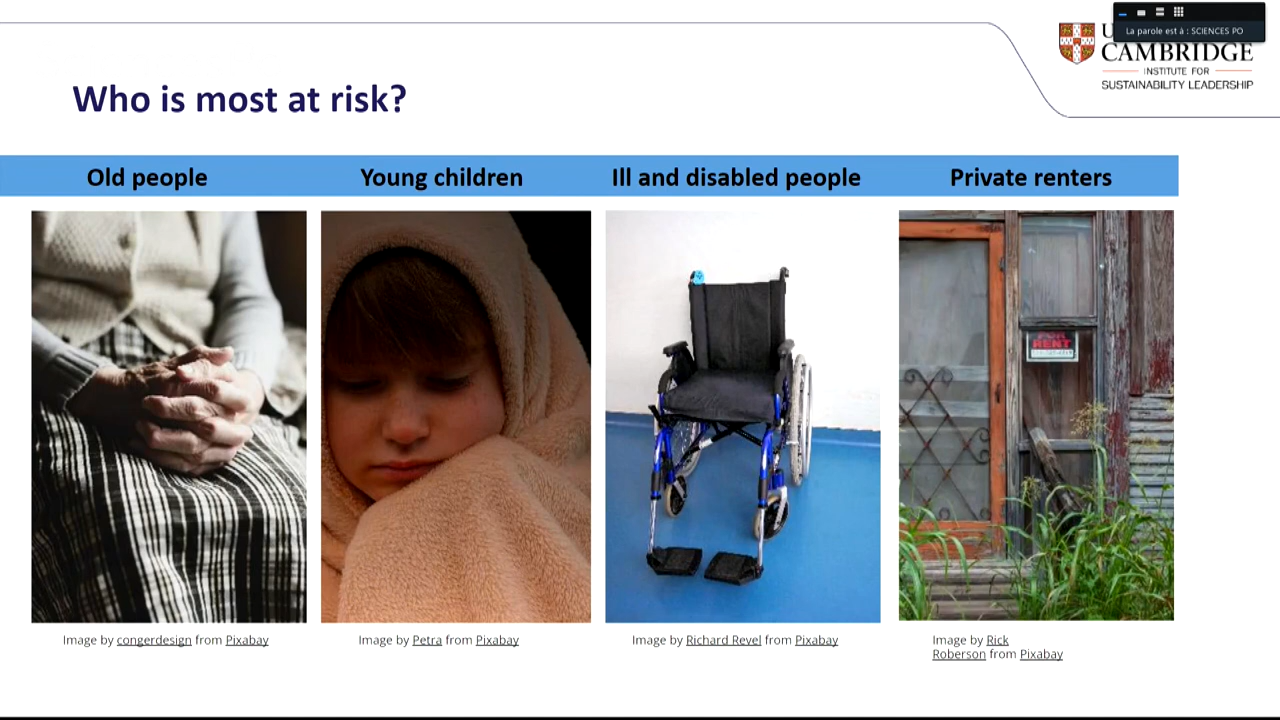 La parole est à : SCIENCES PO
CAMBRIDGE
INSTITUTE FOR
SUSTAINABILITY LEADERSHIP
Who is most at risk?
Old people
Young children
Ill and disabled people
Private renters
FOR
RENT
Image by congerdesign from Pixabay
Image by Petra from Pixabay
Image by Richard Revel from Pixabay
Image by Rick
Roberson from Pixabay